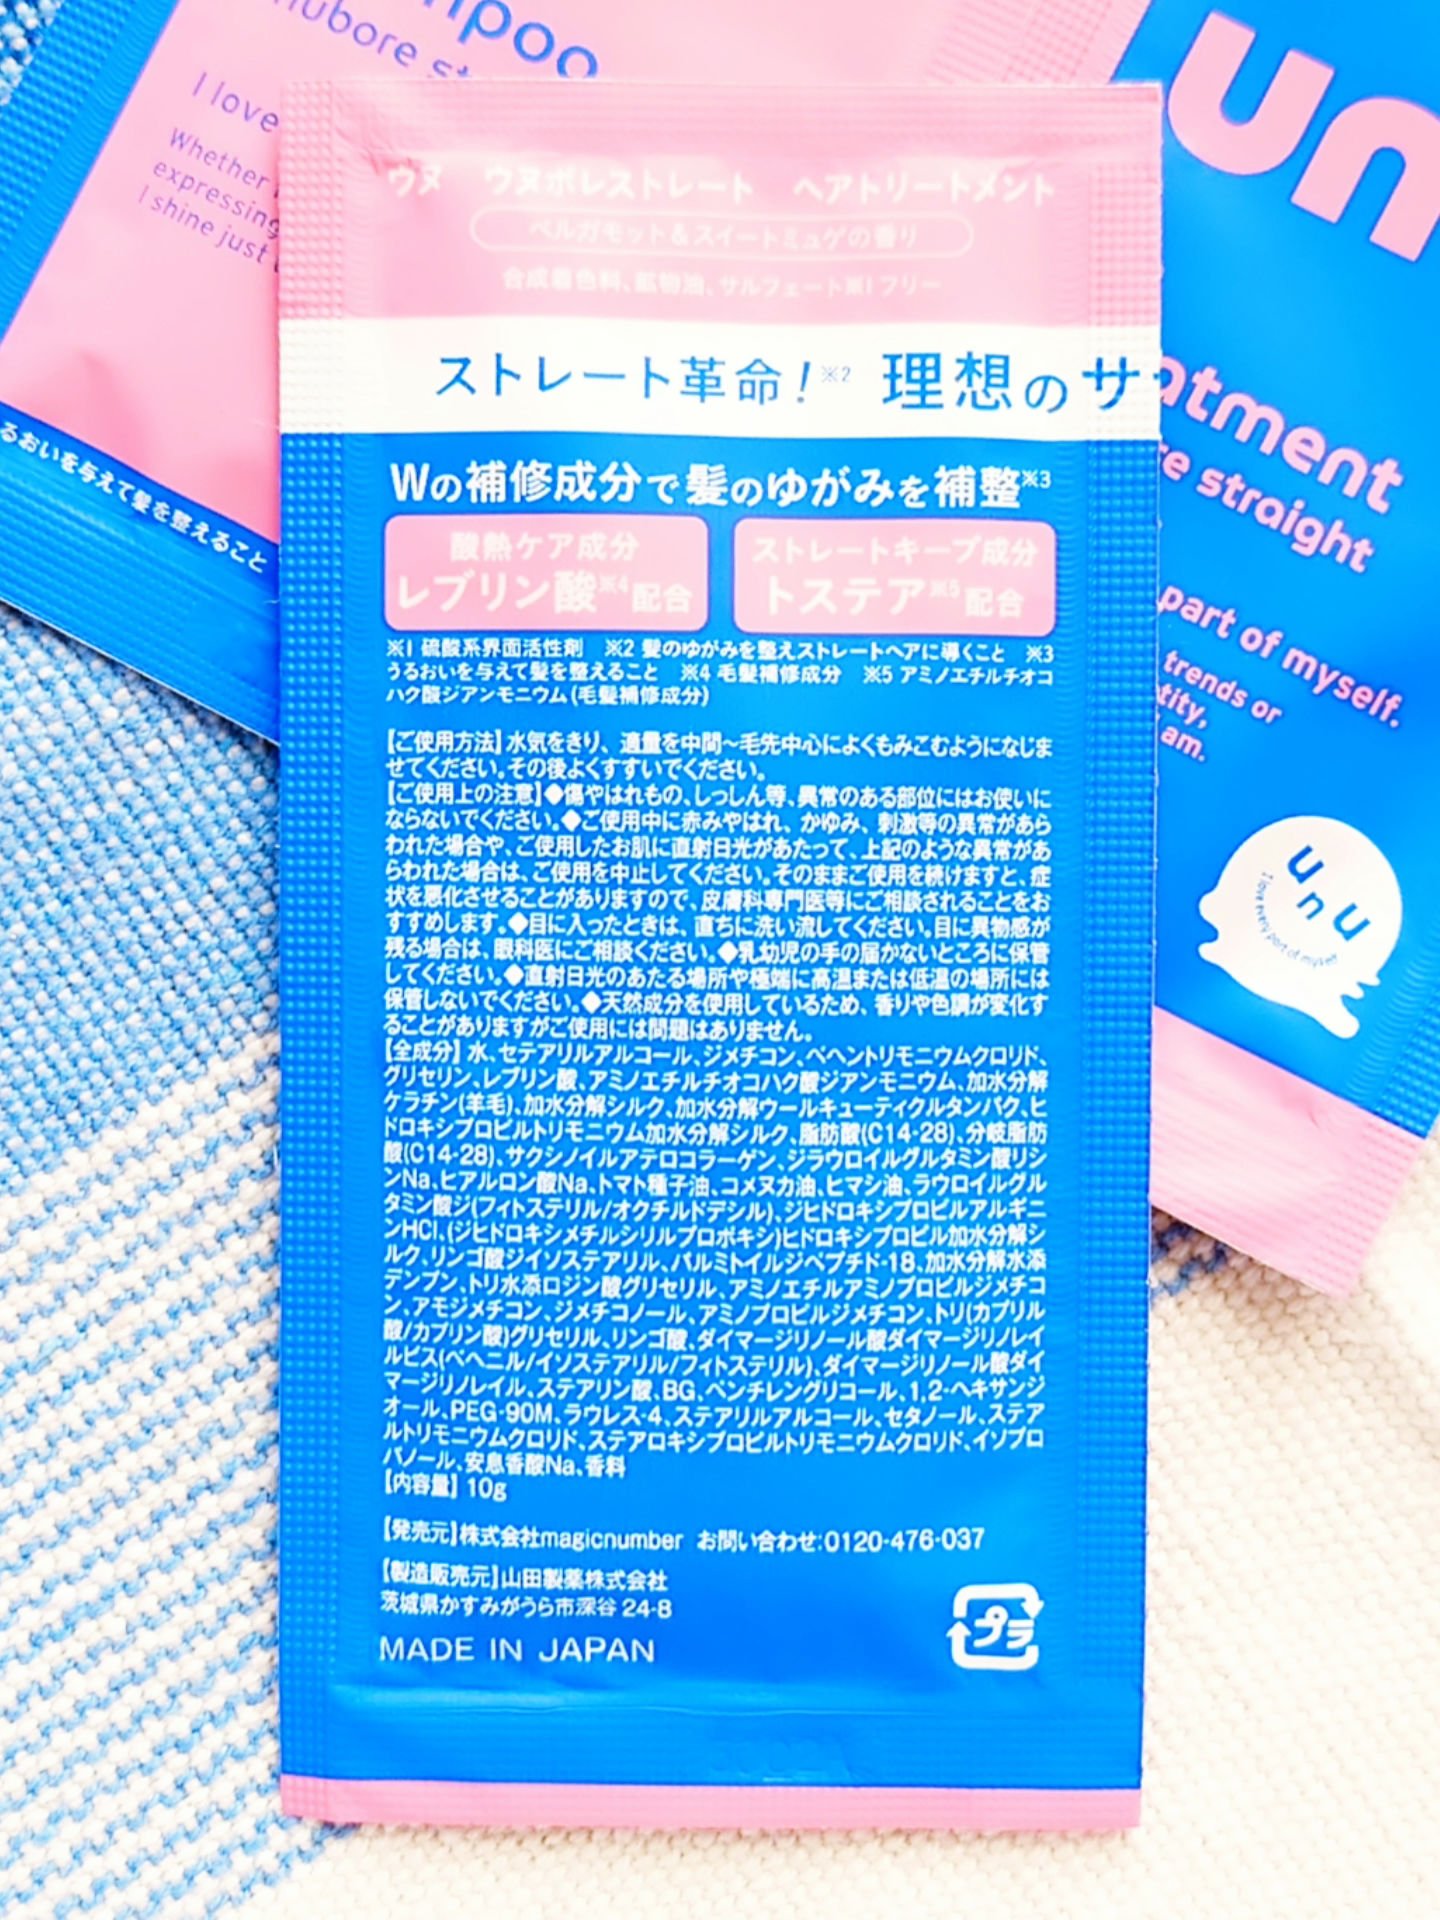 I love
Whether
expressing
I shine just
るおいを与えて髪を整えること
un
atment
re straight
part of myself.
trends or
tity,
am.
unu
I love every part of myself
ウヌ ウヌボレストレート ヘアトリートメント
ベルガモット&スイートミュゲの香り
合成着色料、鉱物油、サルフェート※1フリー
ストレート革命!※2 理想のサ
Wの補修成分で髪のゆがみを補整※3
酸熱ケア成分
レブリン酸※4配合
ストレートキープ成分
トステア※5配合
※1 硫酸系界面活性剤 ※2 髪のゆがみを整えストレートヘアに導くこと ※3
うるおいを与えて髪を整えること ※4 毛髪補修成分 ※5 アミノエチルチオコ
ハク酸ジアンモニウム(毛髪補修成分)
【ご使用方法】水気をきり、適量を中間〜毛先中心によくもみこむようになじま
せてください。その後よくすすいでください。
【ご使用上の注意】◆傷やはれもの、しっしん等、異常のある部位にはお使いに
ならないでください。◆ご使用中に赤みやはれ、かゆみ、刺激等の異常があら
われた場合や、ご使用したお肌に直射日光があたって、上記のような異常があ
らわれた場合は、ご使用を中止してください。そのままご使用を続けますと、症
状を悪化させることがありますので、皮膚科専門医等にご相談されることをお
すすめします。◆目に入ったときは、直ちに洗い流してください。目に異物感が
残る場合は、眼科医にご相談ください。◆乳幼児の手の届かないところに保管
してください。◆直射日光のあたる場所や極端に高温または低温の場所には
保管しないでください。◆天然成分を使用しているため、香りや色調が変化す
ることがありますがご使用には問題はありません。
【全成分】水、セテアリルアルコール、ジメチコン、ベヘントリモニウムクロリド、
グリセリン、レブリン酸、アミノエチルチオコハク酸ジアンモニウム、加水分解
ケラチン(羊毛)、加水分解シルク、加水分解ウールキューティクルタンパク、ヒ
ドロキシプロピルトリモニウム加水分解シルク、脂肪酸(C14-28)、分岐脂肪
酸(C14-28)、サクシノイルアテロコラーゲン、ジラウロイルグルタミン酸リシ
ンNa、ヒアルロン酸Na、トマト種子油、コメヌカ油、ヒマシ油、ラウロイルグル
タミン酸ジ(フィトステリル/オクチルドデシル)、ジヒドロキシプロピルアルギニ
ンHCl、(ジヒドロキシメチルシリルプロポキシ)ヒドロキシプロピル加水分解シ
ルク、リンゴ酸ジイソステアリル、パルミトイルジペプチド-18、加水分解水添
デンプン、トリ水添ロジン酸グリセリル、アミノエチルアミノプロピルジメチコ
ン、アモジメチコン、ジメチコノール、アミノプロピルジメチコン、トリ(カプリル
酸/カプリン酸)グリセリル、リンゴ酸、ダイマージリノール酸ダイマージリノレイ
ルビス(ベヘニル/イソステアリル/フィトステリル)、ダイマージリノール酸ダイ
マージリノレイル、ステアリン酸、BG、ペンチレングリコール、1,2-ヘキサンジ
オール、PEG-90M、ラウレス-4、ステアリルアルコール、セタノール、ステア
ルトリモニウムクロリド、ステアロキシプロピルトリモニウムクロリド、イソプロ
パノール、安息香酸Na、香料
【内容量】10g
【発売元】株式会社magicnumber お問い合わせ:0120-476-037
【製造販売元】山田製薬株式会社
茨城県かすみがうら市深谷 24-8
MADE IN JAPAN
プラ